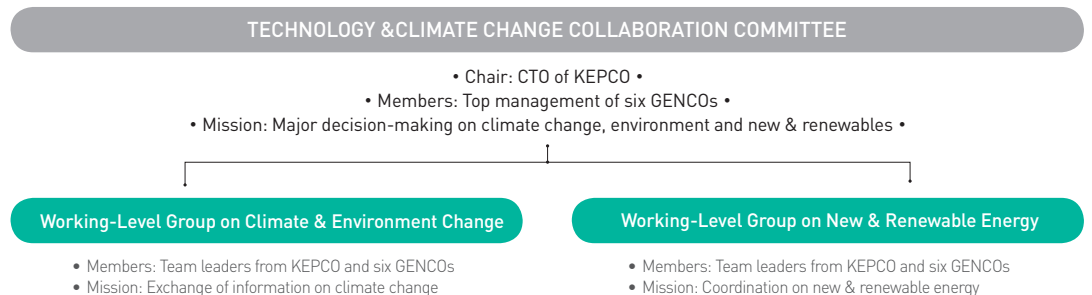 TECHNOLOGY &CLIMATE CHANGE COLLABORATION COMMITTEE
• Chair: CTO of KEPCO •
• Members: Top management of six GENCOs •
• Mission: Major decision-making on climate change, environment and new & renewables •
Working-Level Group on Climate & Environment Change
• Members: Team leaders from KEPCO and six GENCOs
• Mission: Exchange of information on climate change
Working-Level Group on New & Renewable Energy
• Members: Team leaders from KEPCO and six GENCOs
• Mission: Coordination on new & renewable energy